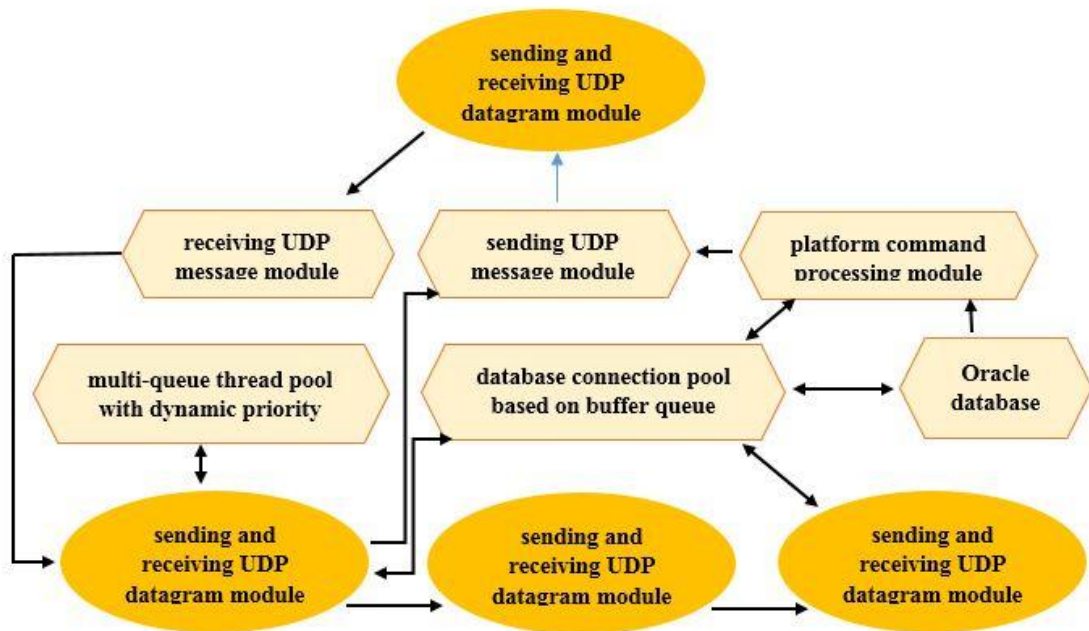 sending and
receiving UDP
datagram module
receiving UDP
message module
sending UDP
message module
platform command
processing module
multi-queue thread pool
with dynamic priority
database connection pool
based on buffer queue
Oracle
database
sending and
receiving UDP
datagram module
sending and
receiving UDP
datagram module
sending and
receiving UDP
datagram module